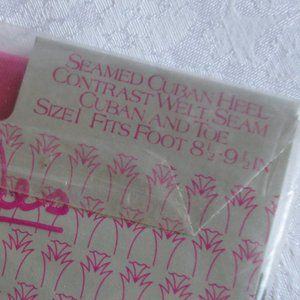 SEAMED CUBAN HEEL
CONTRAST WELT, SEAM
CUBAN AND TOE
SIZE 1 FITS FOOT 8½-9½ IN